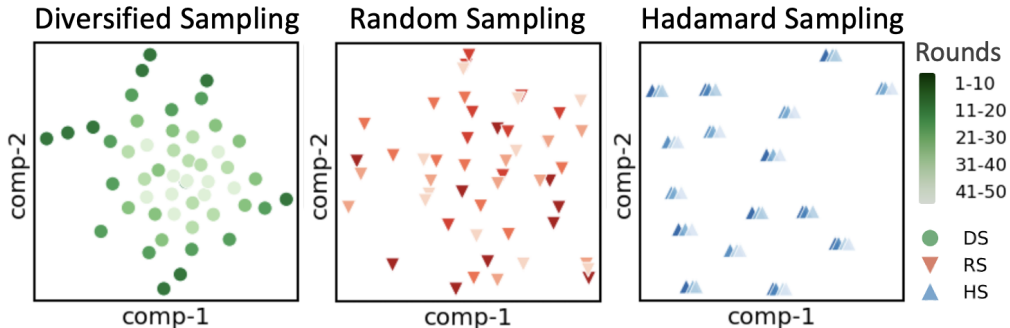 Diversified Sampling
comp-2
comp-1
Random Sampling
comp-2
comp-1
Hadamard Sampling
comp-2
comp-1
Rounds
1-10
11-20
21-30
31-40
41-50
DS
RS
HS